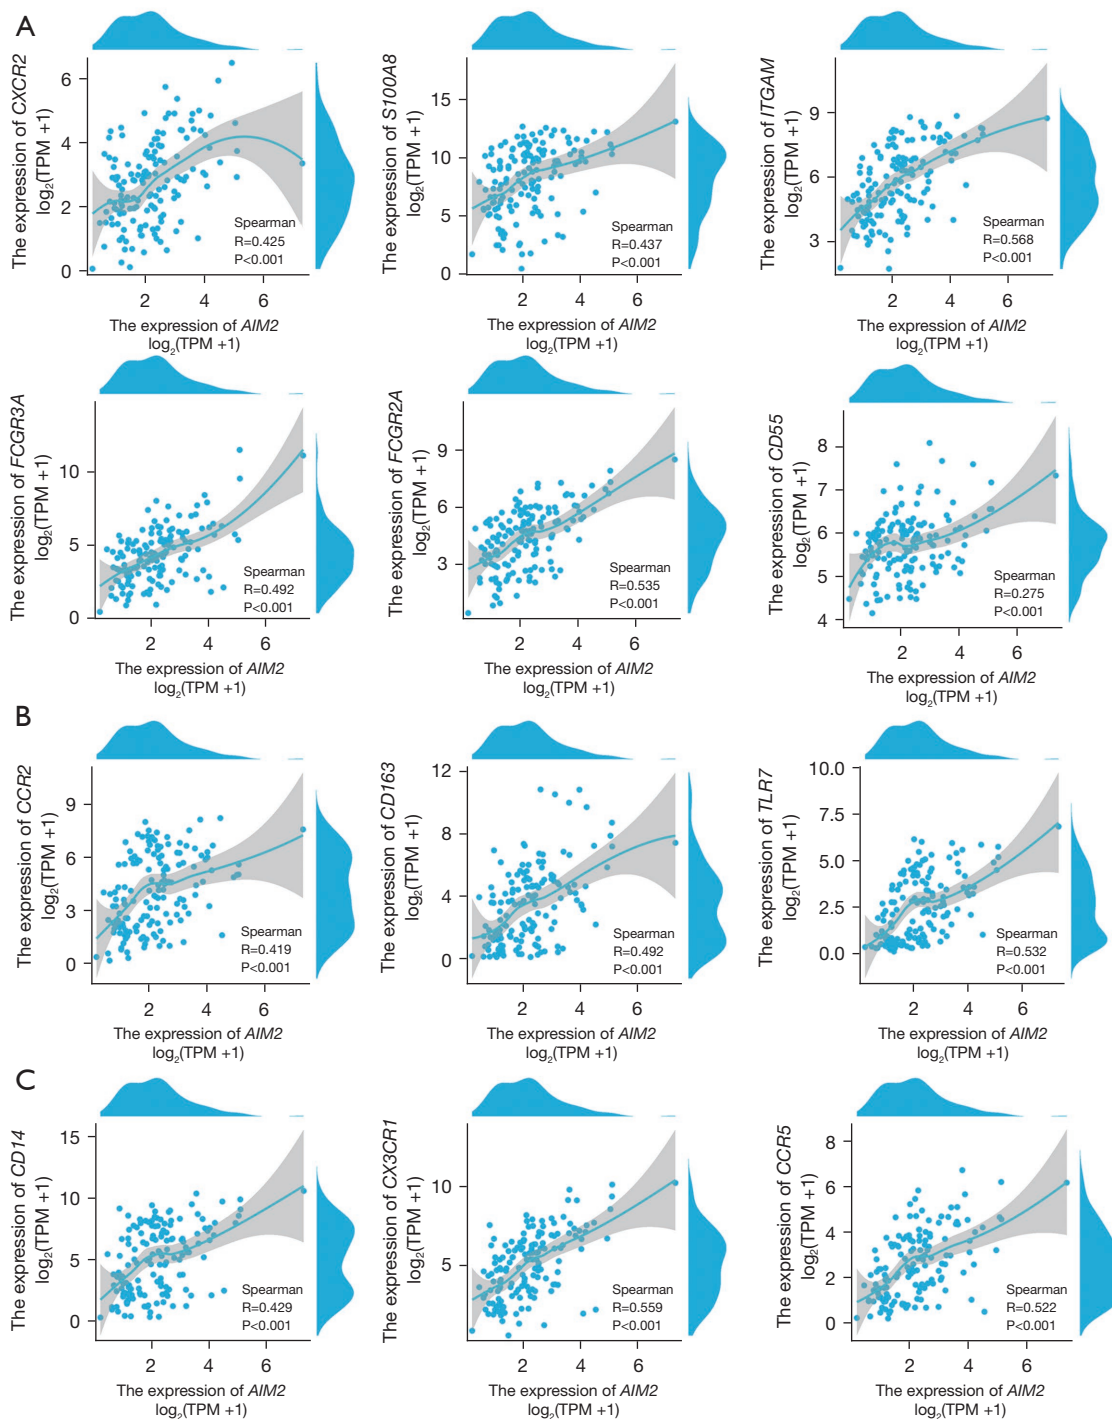 A
The expression of CXCR2
log2(TPM +1)
6
4
2
0
Spearman
R=0.425
P<0.001
2 4 6
The expression of AIM2
log2(TPM +1)
The expression of S100A8
log2(TPM +1)
15
10
5
0
Spearman
R=0.437
P<0.001
2 4 6
The expression of AIM2
log2(TPM +1)
The expression of ITGAM
log2(TPM +1)
9
6
3
Spearman
R=0.568
P<0.001
2 4 6
The expression of AIM2
log2(TPM +1)
The expression of FCGR3A
log2(TPM +1)
10
5
0
Spearman
R=0.492
P<0.001
2 4 6
The expression of AIM2
log2(TPM +1)
The expression of FCGR2A
log2(TPM +1)
9
6
3
Spearman
R=0.535
P<0.001
2 4 6
The expression of AIM2
log2(TPM +1)
The expression of CD55
log2(TPM +1)
8
7
6
5
4
Spearman
R=0.275
P<0.001
2 4 6
The expression of AIM2
log2(TPM +1)
B
The expression of CCR2
log2(TPM +1)
9
6
3
0
Spearman
R=0.419
P<0.001
2 4 6
The expression of AIM2
log2(TPM +1)
The expression of CD163
log2(TPM +1)
12
8
4
0
Spearman
R=0.492
P<0.001
2 4 6
The expression of AIM2
log2(TPM +1)
The expression of TLR7
log2(TPM +1)
10.0
7.5
5.0
2.5
0.0
Spearman
R=0.532
P<0.001
2 4 6
The expression of AIM2
log2(TPM +1)
C
The expression of CD14
log2(TPM +1)
15
10
5
0
Spearman
R=0.429
P<0.001
2 4 6
The expression of AIM2
log2(TPM +1)
The expression of CX3CR1
log2(TPM +1)
10
5
Spearman
R=0.559
P<0.001
2 4 6
The expression of AIM2
log2(TPM +1)
The expression of CCR5
log2(TPM +1)
8
6
4
2
0
Spearman
R=0.522
P<0.001
2 4 6
The expression of AIM2
log2(TPM +1)